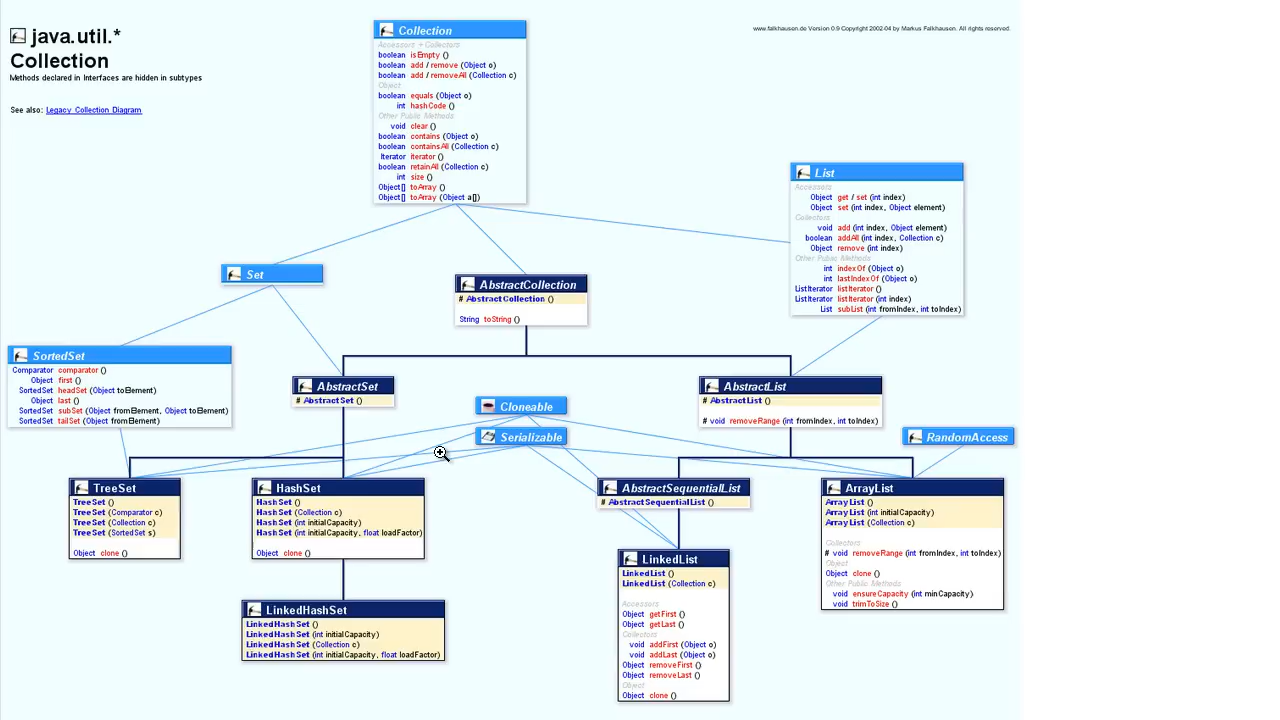 java.util.*
Collection
Methods declared in Interfaces are hidden in subtypes
See also: Legacy Collection Diagram
www.falkhausen.de Version 0.9 Copyright 2002-04 by Markus Falkhausen. All rights reserved.
Collection
Accessors + Collectors
boolean isEmpty ()
boolean add / remove (Object o)
boolean add / removeAll (Collection c)
Object
boolean equals (Object o)
int hashCode ()
Other Public Methods
void clear ()
boolean contains (Object o)
boolean containsAll (Collection c)
Iterator iterator ()
boolean retainAll (Collection c)
int size ()
Object[] toArray ()
Object[] toArray (Object a[])
List
Accessors
Object get / set (int index)
Object set (int index, Object element)
Collectors
void add (int index, Object element)
boolean addAll (int index, Collection c)
Object remove (int index)
Other Public Methods
int indexOf (Object o)
int lastIndexOf (Object o)
ListIterator listIterator ()
ListIterator listIterator (int index)
List subList (int fromIndex, int toIndex)
Set
AbstractCollection
# AbstractCollection ()
String toString ()
SortedSet
Comparator comparator ()
Object first ()
SortedSet headSet (Object toElement)
Object last ()
SortedSet subSet (Object fromElement, Object toElement)
SortedSet tailSet (Object fromElement)
AbstractSet
# AbstractSet ()
AbstractList
# AbstractList ()
# void removeRange (int fromIndex, int toIndex)
Cloneable
Serializable
RandomAccess
TreeSet
TreeSet ()
TreeSet (Comparator c)
TreeSet (Collection c)
TreeSet (SortedSet s)
Object clone ()
HashSet
HashSet ()
HashSet (Collection c)
HashSet (int initialCapacity)
HashSet (int initialCapacity, float loadFactor)
Object clone ()
AbstractSequentialList
# AbstractSequentialList ()
ArrayList
ArrayList ()
ArrayList (int initialCapacity)
ArrayList (Collection c)
Collectors
# void removeRange (int fromIndex, int toIndex)
Object
Object clone ()
Other Public Methods
void ensureCapacity (int minCapacity)
void trimToSize ()
LinkedList
LinkedList ()
LinkedList (Collection c)
Accessors
Object getFirst ()
Object getLast ()
Collectors
void addFirst (Object o)
void addLast (Object o)
Object removeFirst ()
Object removeLast ()
Object
Object clone ()
LinkedHashSet
LinkedHashSet ()
LinkedHashSet (int initialCapacity)
LinkedHashSet (Collection c)
LinkedHashSet (int initialCapacity, float loadFactor)